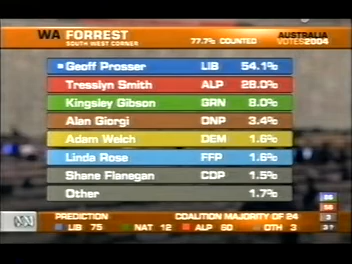 WA FORREST
SOUTH WEST CORNER
77.7% COUNTED
AUSTRALIA
VOTES2004
Geoff Prosser LIB 54.1%
Tresslyn Smith ALP 28.0%
Kingsley Gibson GRN 8.0%
Alan Giorgi ONP 3.4%
Adam Welch DEM 1.6%
Linda Rose FFP 1.6%
Shane Flanegan CDP 1.5%
Other 1.7%
PREDICTION COALITION MAJORITY OF 24
LIB 75 NAT 12 ALP 60 OTH 3